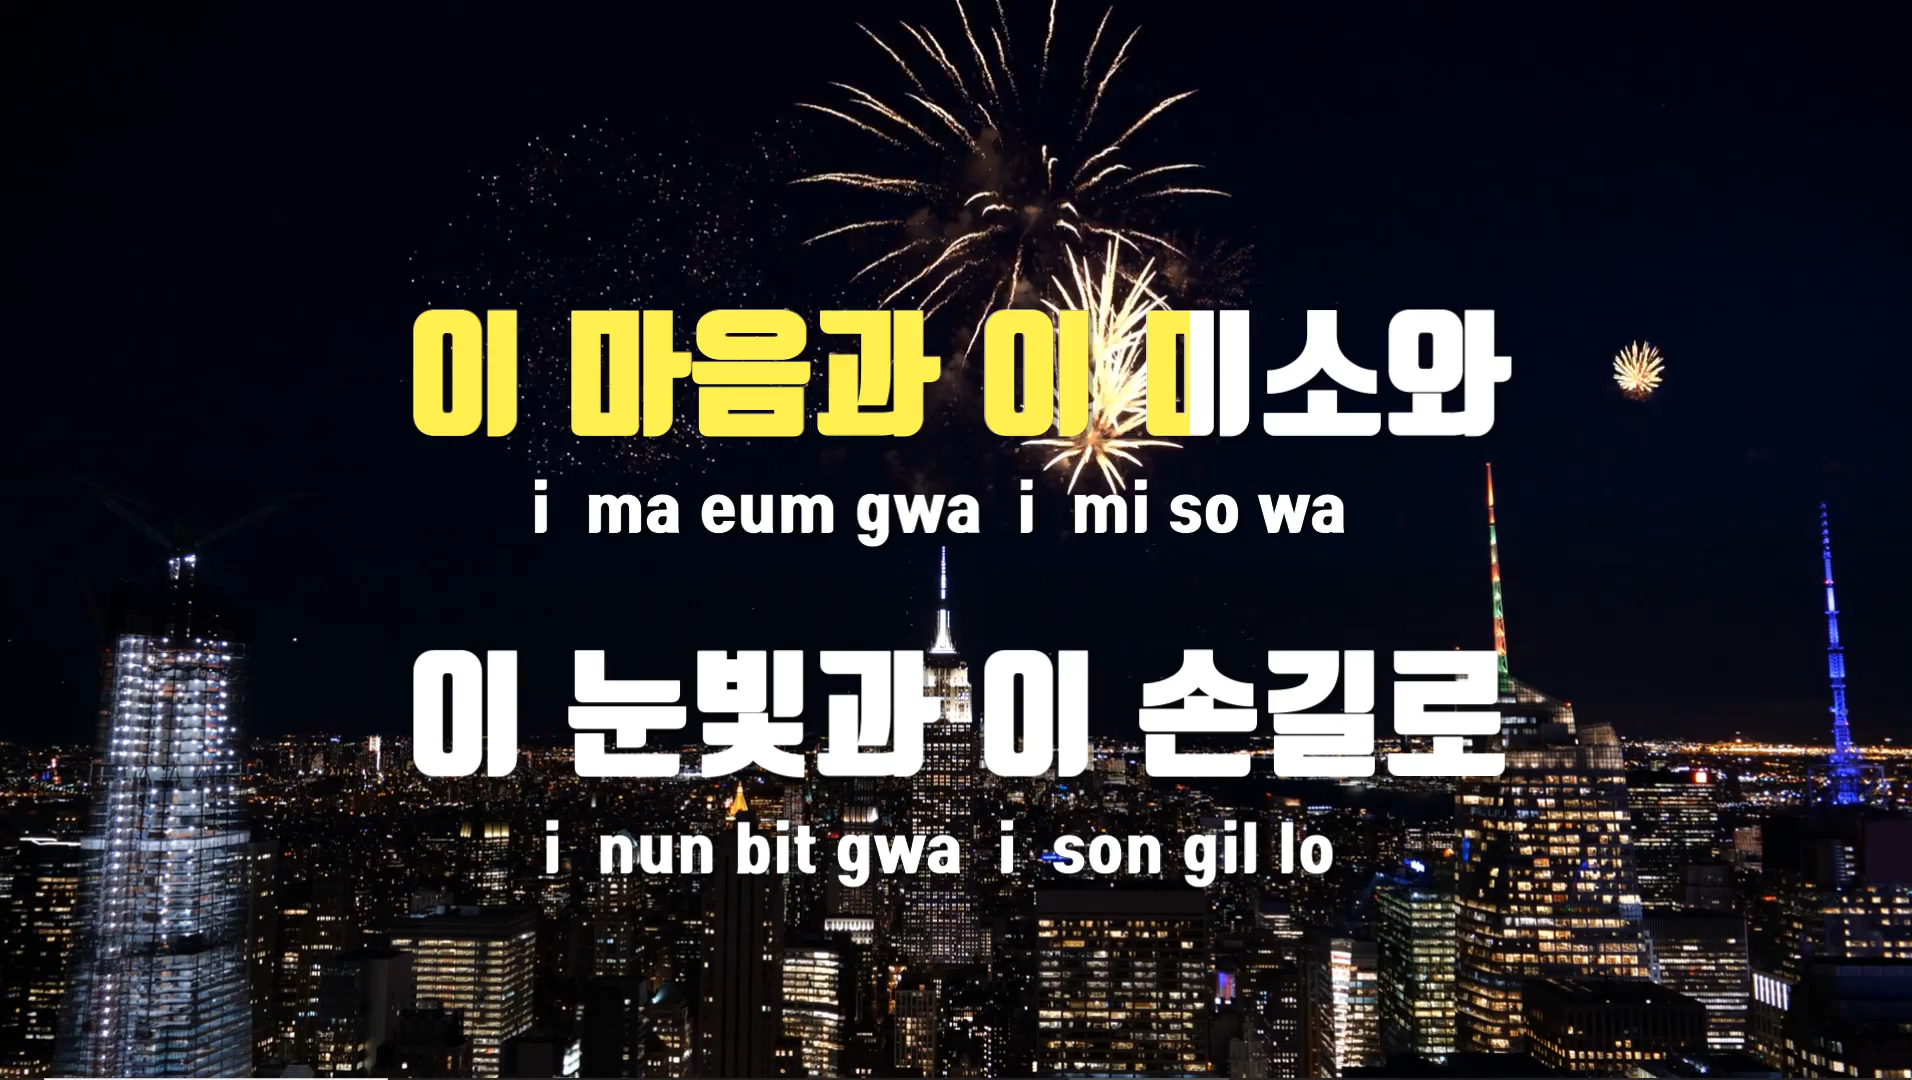 이 마음과 이 미소와
i ma eum gwa i mi so wa
이 눈빛과 이 손길로
i nun bit gwa i son gil lo